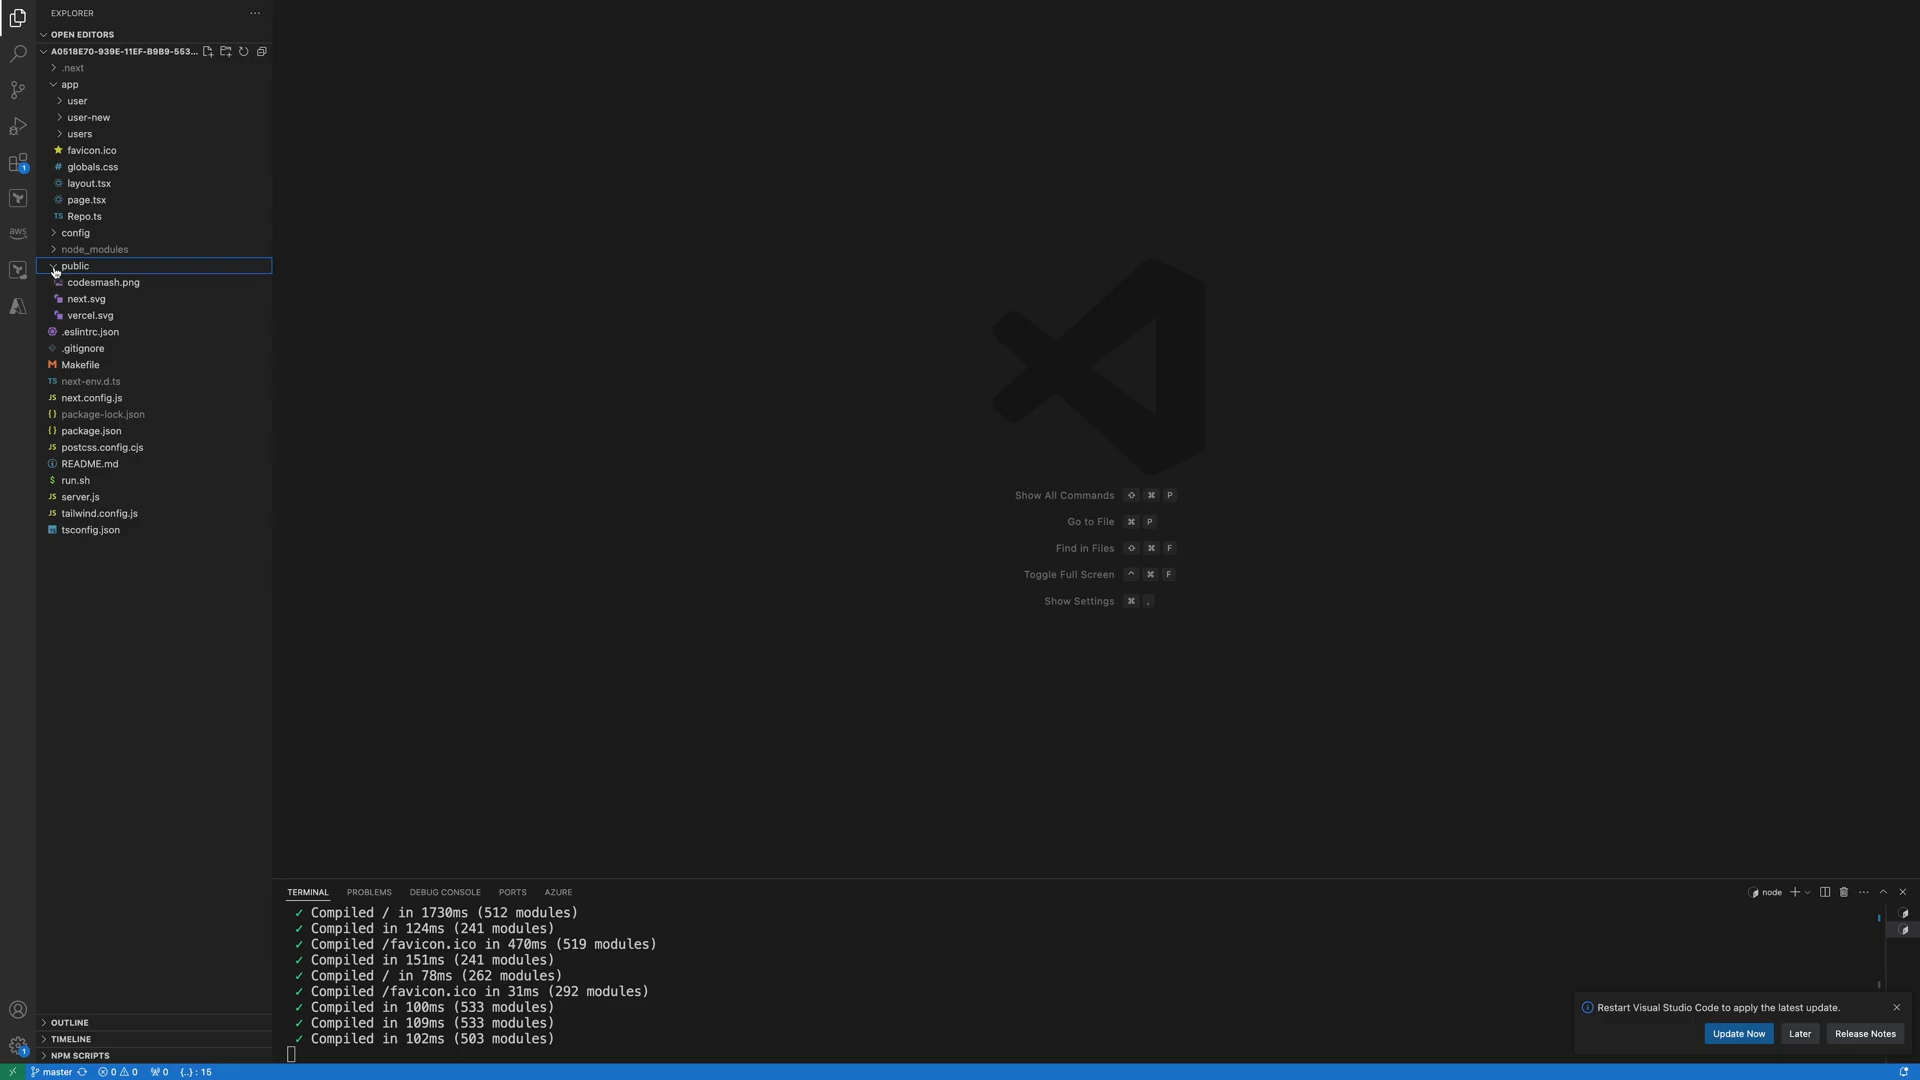 EXPLORER
OPEN EDITORS
A0518E70-939E-11EF-B9B9-553...
.next
app
user
user-new
users
favicon.ico
# globals.css
layout.tsx
page.tsx
TS Repo.ts
config
node_modules
public
codesmash.png
next.svg
vercel.svg
.eslintrc.json
.gitignore
M Makefile
TS next-env.d.ts
JS next.config.js
{} package-lock.json
{} package.json
JS postcss.config.cjs
README.md
$ run.sh
JS server.js
JS tailwind.config.js
TS tsconfig.json
1
aws
Show All Commands ⇧ ⌘ P
Go to File ⌘ P
Find in Files ⇧ ⌘ F
Toggle Full Screen ^ ⌘ F
Show Settings ⌘ ,
TERMINAL PROBLEMS DEBUG CONSOLE PORTS AZURE
node
✓ Compiled / in 1730ms (512 modules)
✓ Compiled in 124ms (241 modules)
✓ Compiled /favicon.ico in 470ms (519 modules)
✓ Compiled in 151ms (241 modules)
✓ Compiled / in 78ms (262 modules)
✓ Compiled /favicon.ico in 31ms (292 modules)
✓ Compiled in 100ms (533 modules)
✓ Compiled in 109ms (533 modules)
✓ Compiled in 102ms (503 modules)
Restart Visual Studio Code to apply the latest update.
Update Now Later Release Notes
OUTLINE
TIMELINE
NPM SCRIPTS
1
master 0 0 0 {..} : 15